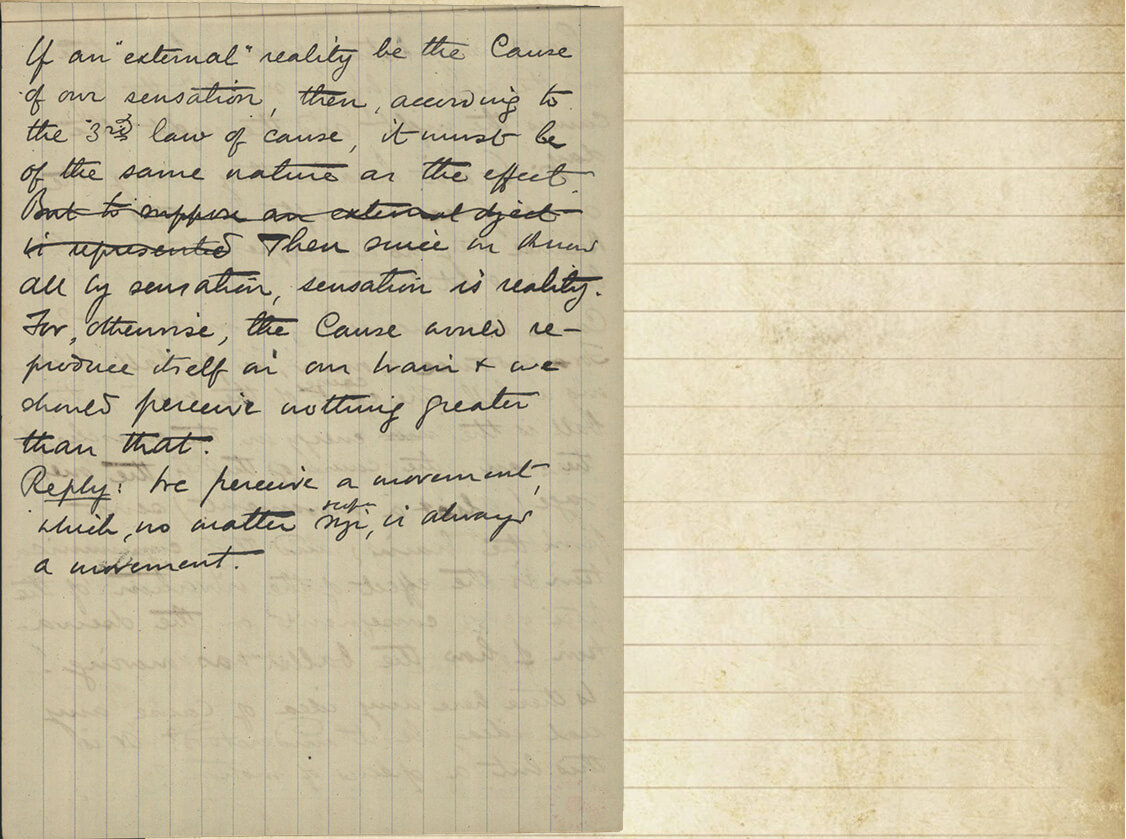 If an "external" reality be the Cause
of our sensation, then, according to
the 3rd law of cause, it must be
of the same nature as the effect.
But to suppose an external object
is represented Then since we know
all by sensation, sensation is reality.
For, otherwise, the Cause would re-
produce itself on our brain + we
should perceive nothing greater
than that.
Reply: We perceive a movement,
which, no matter size, is always
a movement.